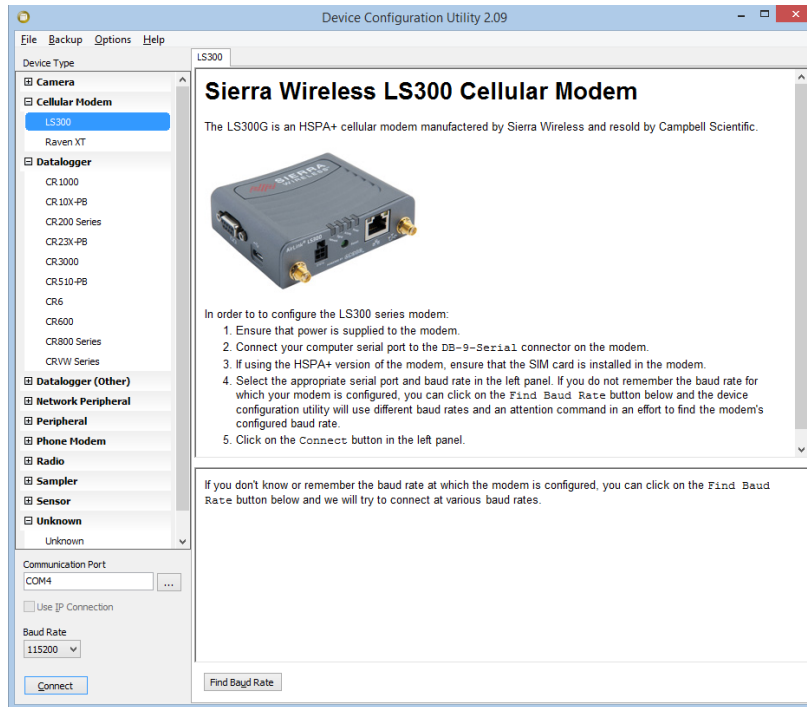 Device Configuration Utility 2.09
File Backup Options Help
Device Type
Camera
Cellular Modem
LS300
Raven XT
Datalogger
CR1000
CR10X-PB
CR200 Series
CR23X-PB
CR3000
CR510-PB
CR6
CR600
CR800 Series
CRVW Series
Datalogger (Other)
Network Peripheral
Peripheral
Phone Modem
Radio
Sampler
Sensor
Unknown
Unknown
Communication Port
COM4
...
Use IP Connection
Baud Rate
115200
Connect
LS300
Sierra Wireless LS300 Cellular Modem
The LS300G is an HSPA+ cellular modem manufactered by Sierra Wireless and resold by Campbell Scientific.
SIERRA
WIRELESS
In order to to configure the LS300 series modem:
1. Ensure that power is supplied to the modem.
2. Connect your computer serial port to the DB-9-Serial connector on the modem.
3. If using the HSPA+ version of the modem, ensure that the SIM card is installed in the modem.
4. Select the appropriate serial port and baud rate in the left panel. If you do not remember the baud rate for
which your modem is configured, you can click on the Find Baud Rate button below and the device
configuration utility will use different baud rates and an attention command in an effort to find the modem's
configured baud rate.
5. Click on the Connect button in the left panel.
If you don't know or remember the baud rate at which the modem is configured, you can click on the Find Baud
Rate button below and we will try to connect at various baud rates.
Find Baud Rate